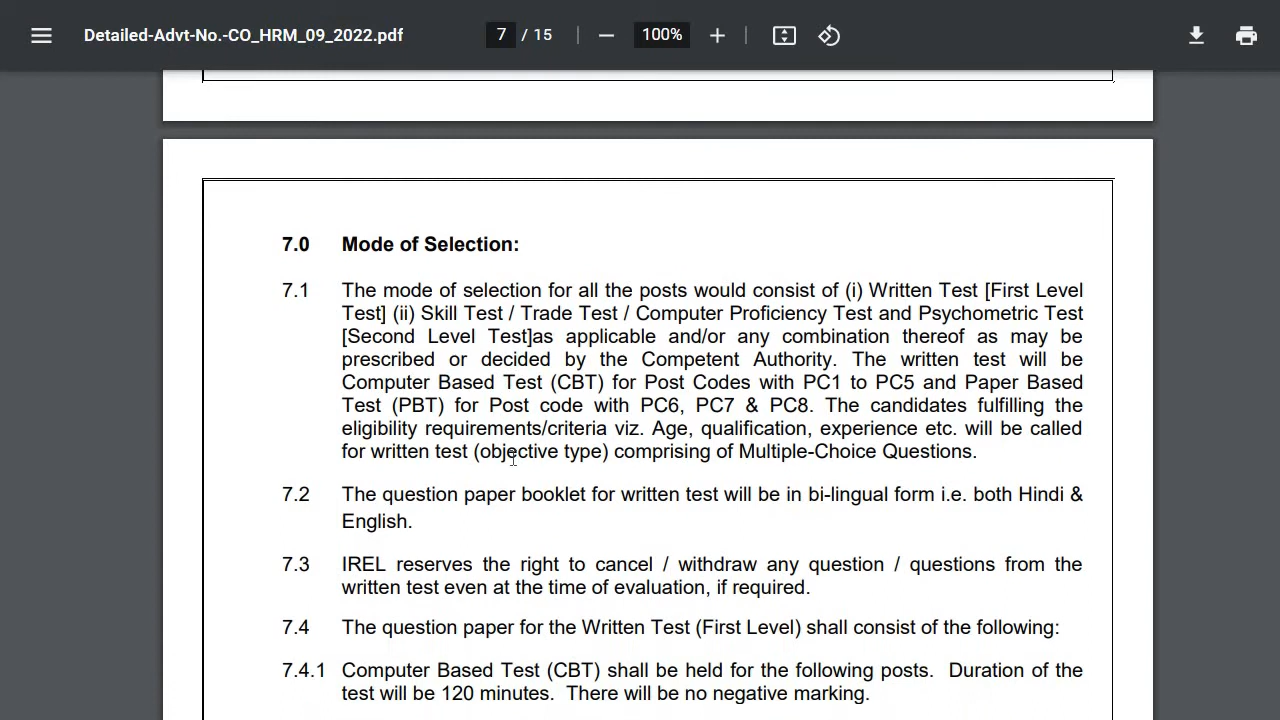 Detailed-Advt-No.-CO_HRM_09_2022.pdf 7 / 15 100%
7.0 Mode of Selection:
7.1 The mode of selection for all the posts would consist of (i) Written Test [First Level
Test] (ii) Skill Test / Trade Test / Computer Proficiency Test and Psychometric Test
[Second Level Test]as applicable and/or any combination thereof as may be
prescribed or decided by the Competent Authority. The written test will be
Computer Based Test (CBT) for Post Codes with PC1 to PC5 and Paper Based
Test (PBT) for Post code with PC6, PC7 & PC8. The candidates fulfilling the
eligibility requirements/criteria viz. Age, qualification, experience etc. will be called
for written test (objective type) comprising of Multiple-Choice Questions.
7.2 The question paper booklet for written test will be in bi-lingual form i.e. both Hindi &
English.
7.3 IREL reserves the right to cancel / withdraw any question / questions from the
written test even at the time of evaluation, if required.
7.4 The question paper for the Written Test (First Level) shall consist of the following:
7.4.1 Computer Based Test (CBT) shall be held for the following posts. Duration of the
test will be 120 minutes. There will be no negative marking.